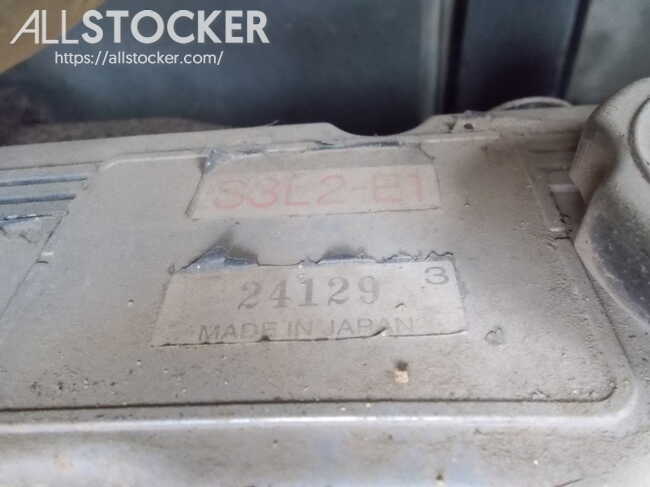 ALLSTOCKER
https://allstocker.com/
S3L2-E1
24129 3
MADE IN JAPAN